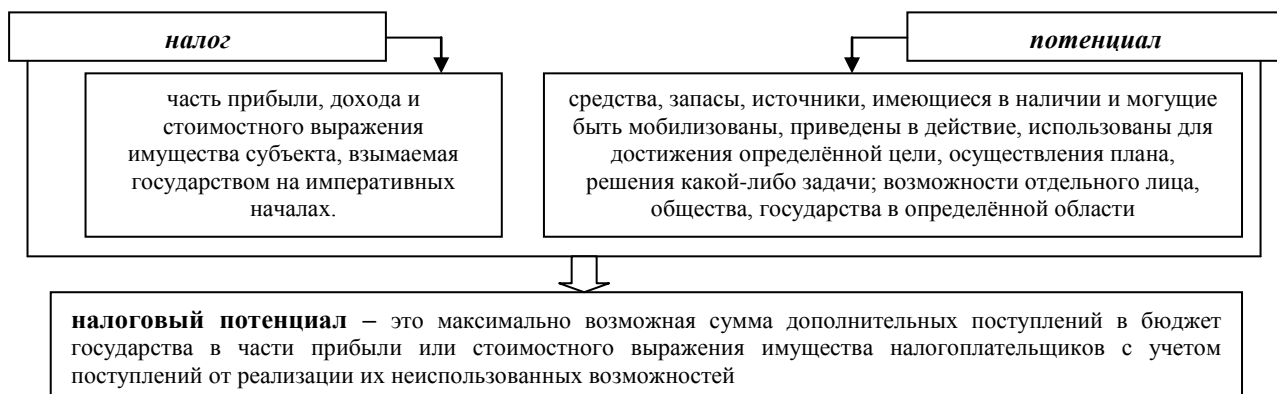 налог
потенциал
часть прибыли, дохода и
стоимостного выражения
имущества субъекта, взымаемая
государством на императивных
началах.
средства, запасы, источники, имеющиеся в наличии и могущие
быть мобилизованы, приведены в действие, использованы для
достижения определённой цели, осуществления плана,
решения какой-либо задачи; возможности отдельного лица,
общества, государства в определённой области
налоговый потенциал – это максимально возможная сумма дополнительных поступлений в бюджет
государства в части прибыли или стоимостного выражения имущества налогоплательщиков с учетом
поступлений от реализации их неиспользованных возможностей